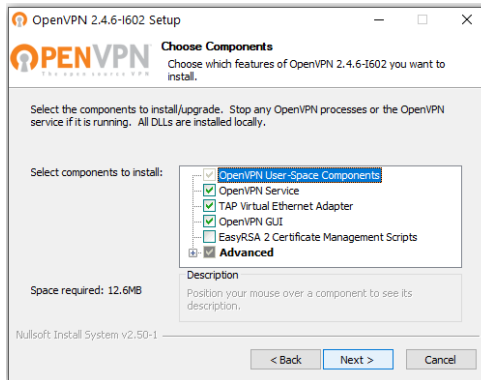 OpenVPN 2.4.6-I602 Setup
OPENVPN
The open source VPN
Choose Components
Choose which features of OpenVPN 2.4.6-I602 you want to
install.
Select the components to install/upgrade. Stop any OpenVPN processes or the OpenVPN
service if it is running. All DLLs are installed locally.
Select components to install:
OpenVPN User-Space Components
OpenVPN Service
TAP Virtual Ethernet Adapter
OpenVPN GUI
EasyRSA 2 Certificate Management Scripts
Advanced
Space required: 12.6MB
Description
Position your mouse over a component to see its
description.
Nullsoft Install System v2.50-1
< Back
Next >
Cancel